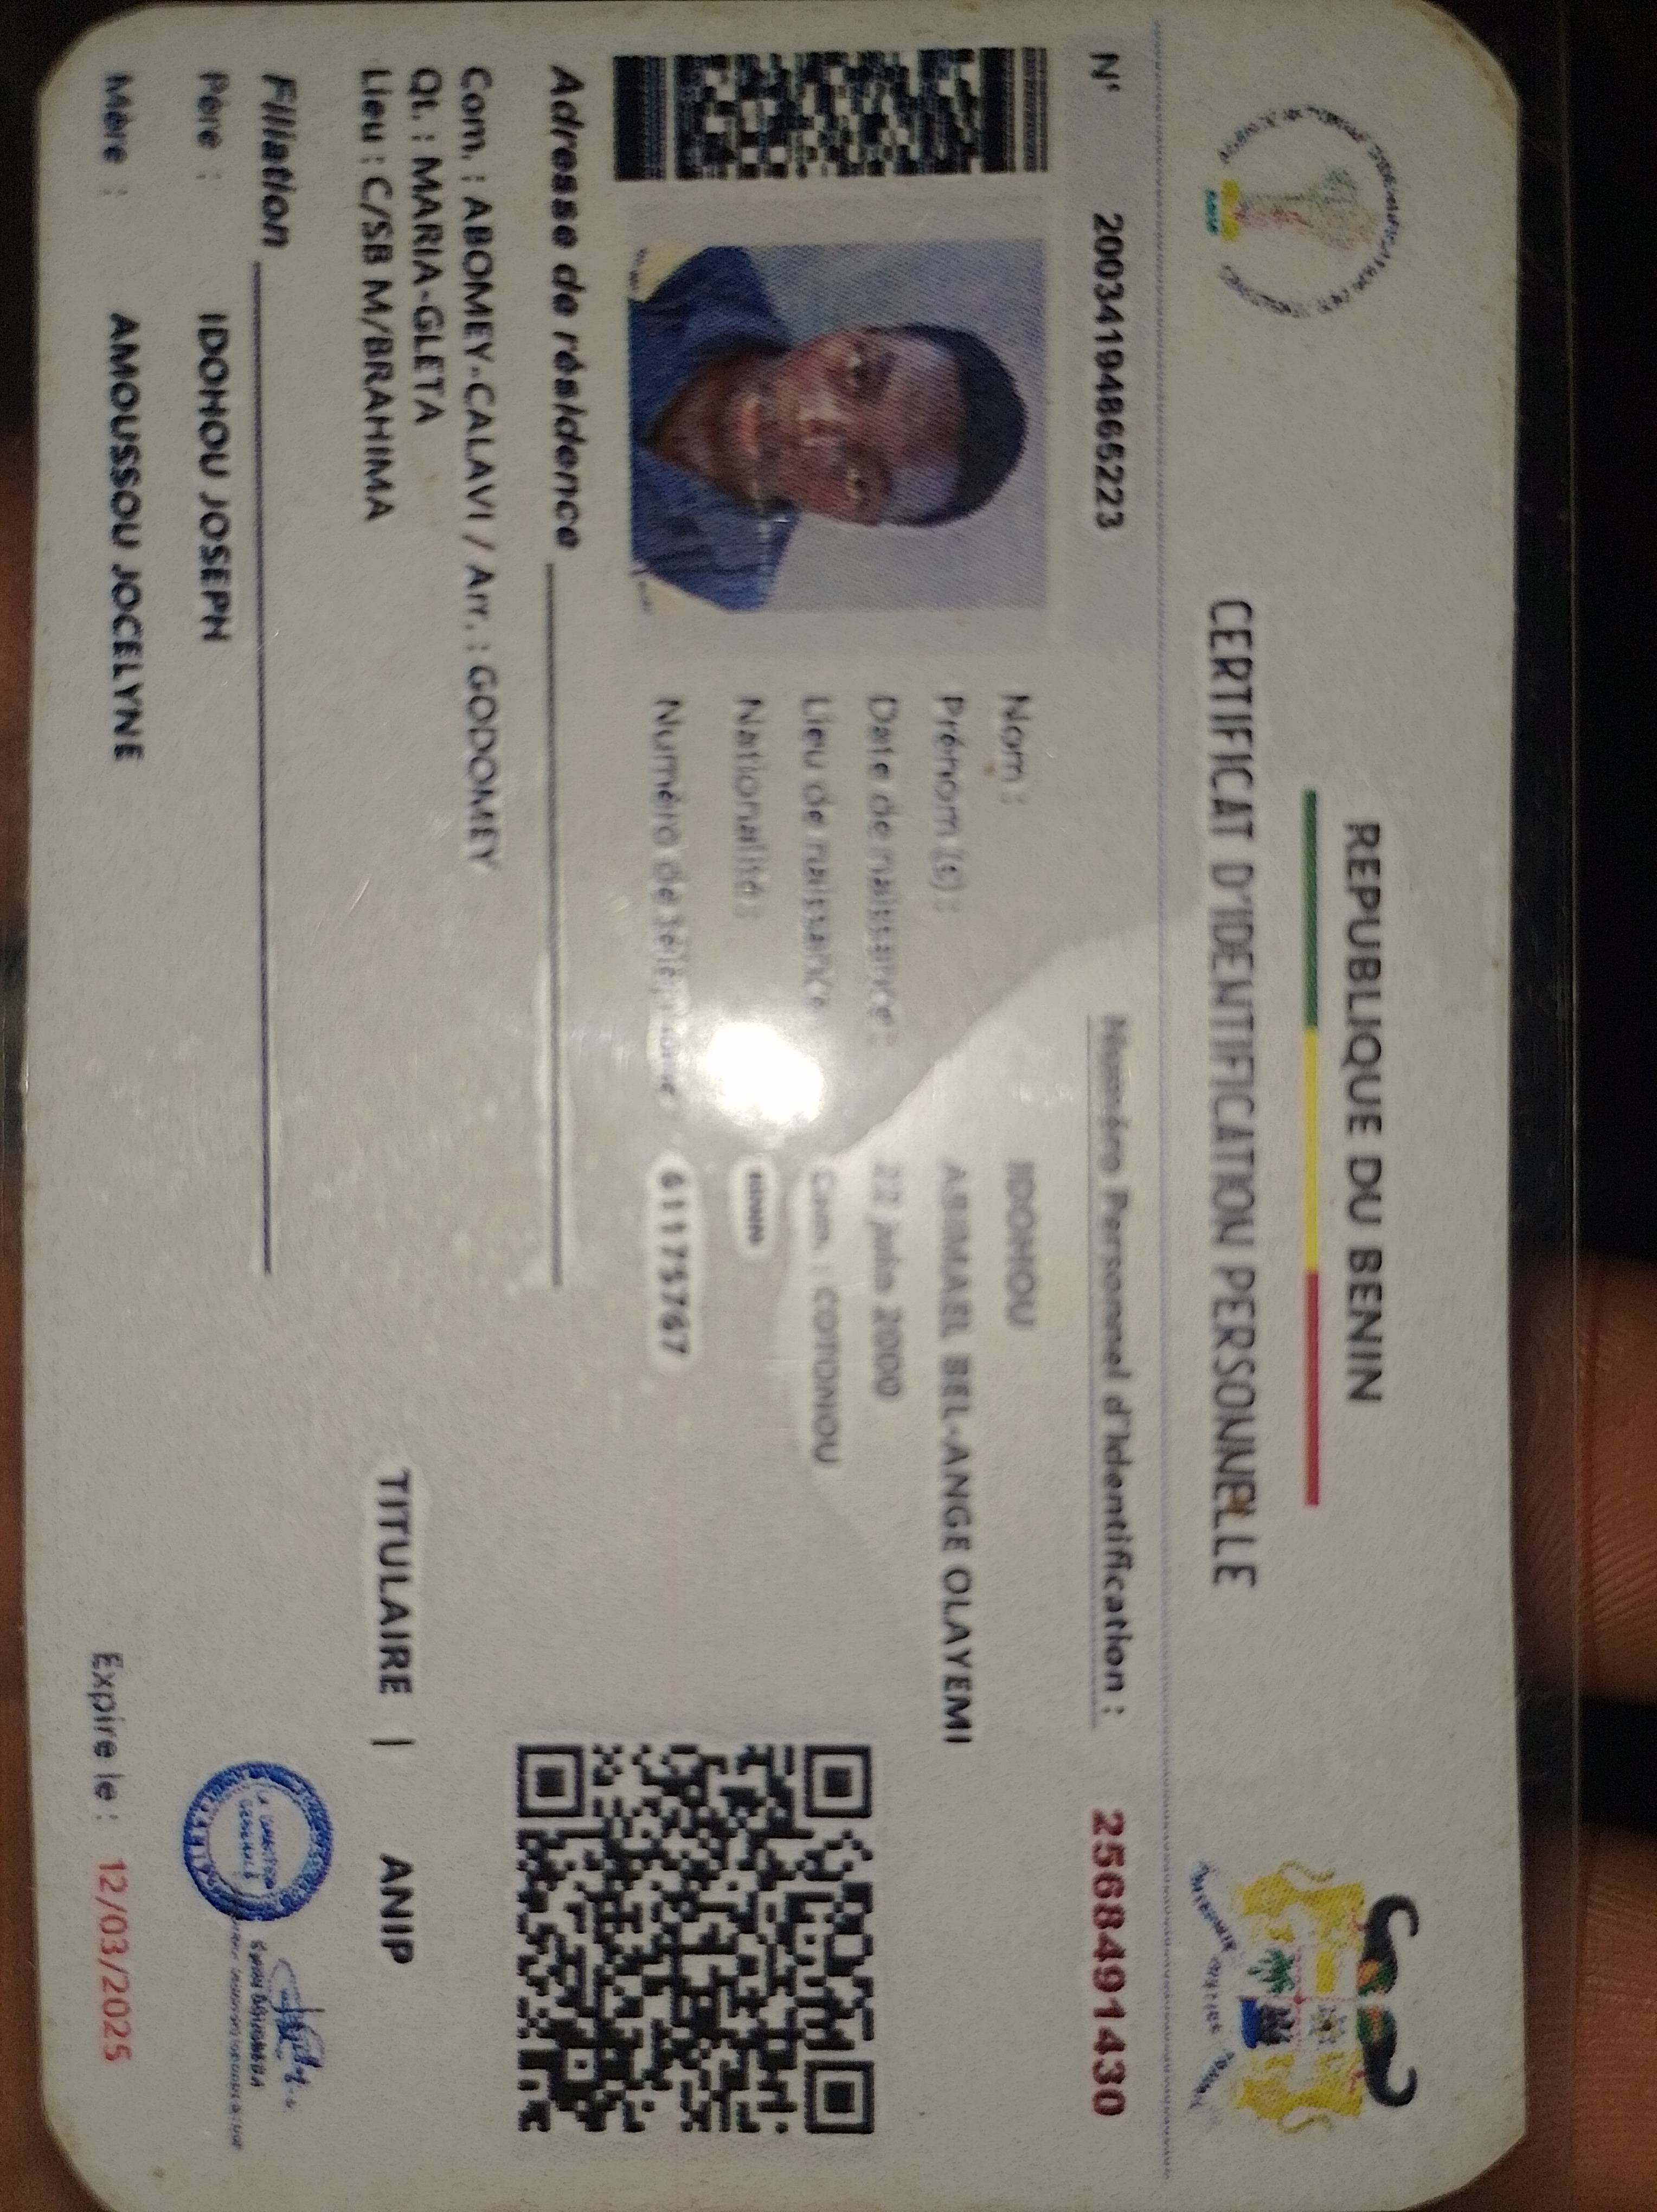 REPUBLIQUE DU BENIN
CERTIFICAT D'IDENTIFICATION PERSONNELLE
N° 20034194865223
Numéro Personnel d'Identification : 2568491430
Nom : IDOHOU
Prénom (s) : ASIMAEL BEL-ANGE OLAYEMI
Date de naissance : 22 juin 2000
Lieu de naissance Com. : COTONOU
Nationalité : BENIN
Numéro de téléphone : 61175767
Adresse de résidence
Com. : ABOMEY-CALAVI / Arr. : GODOMEY
Qt. : MARIA-GLETA
Lieu : C/SB M/BRAHIMA
TITULAIRE | ANIP
Filiation
Père : IDOHOU JOSEPH
Mère : AMOUSSOU JOCELYNE
Expire le : 12/03/2025